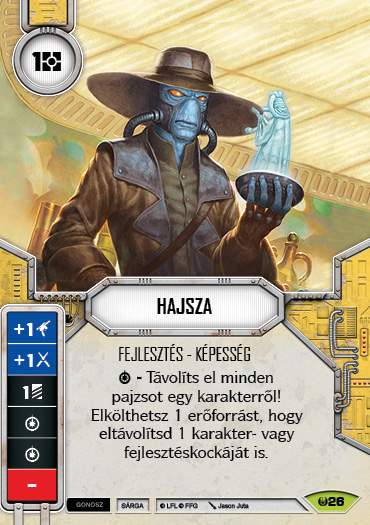 1
HAJSZA
FEJLESZTÉS - KÉPESSÉG
- Távolíts el minden
pajzsot egy karakterről!
Elkölthetsz 1 erőforrást, hogy
eltávolítsd 1 karakter- vagy
fejlesztéskockáját is.
+1
+1
1
-
GONOSZ
SÁRGA
© LFL © FFG
Jason Juta
26